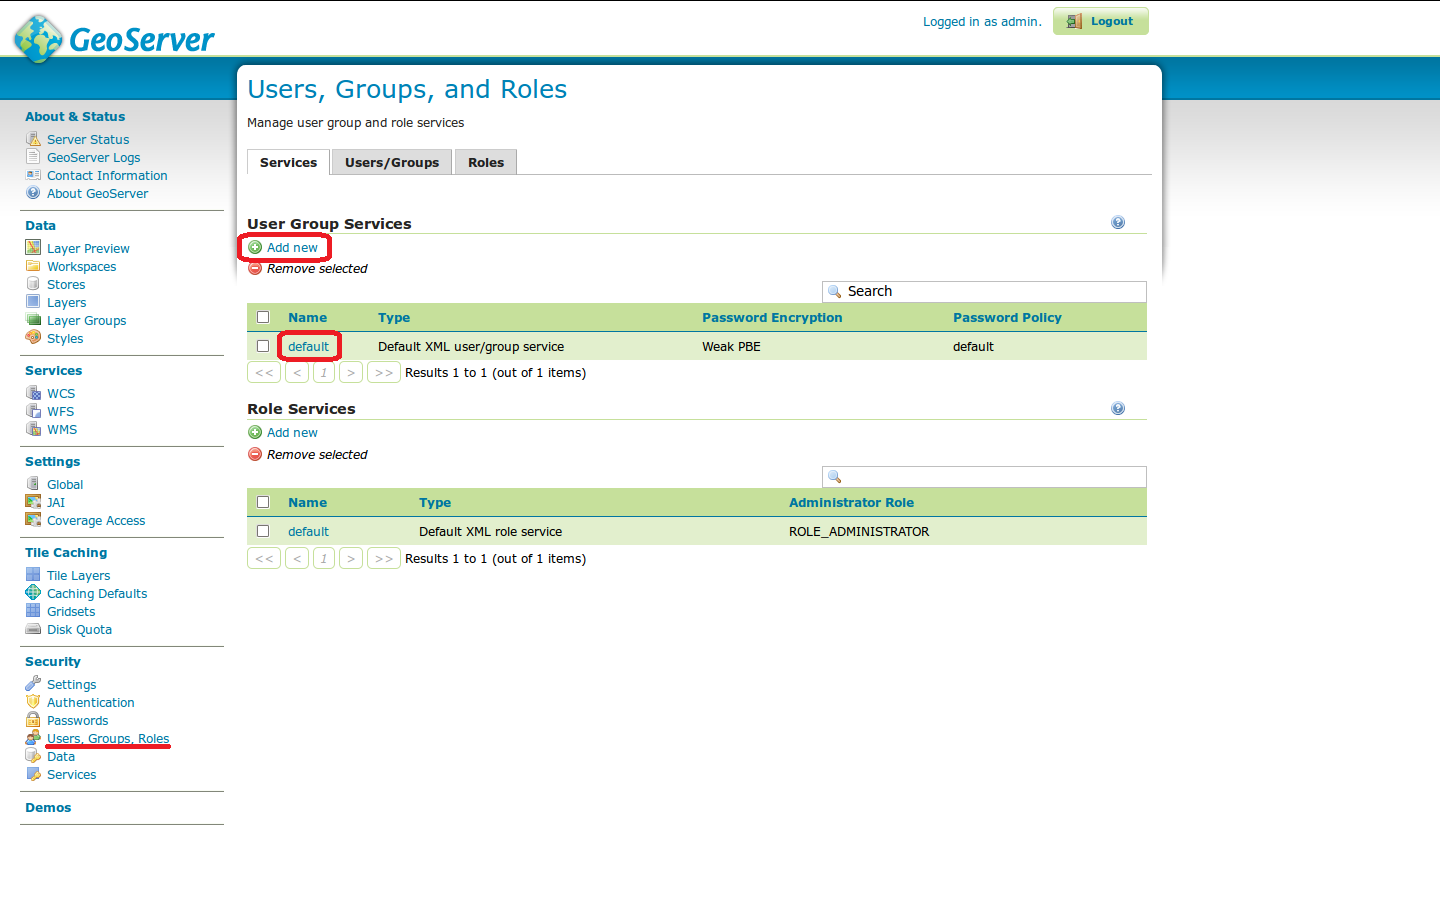 GeoServer
Logged in as admin.
Logout
About & Status
Server Status
GeoServer Logs
Contact Information
About GeoServer
Data
Layer Preview
Workspaces
Stores
Layers
Layer Groups
Styles
Services
WCS
WFS
WMS
Settings
Global
JAI
Coverage Access
Tile Caching
Tile Layers
Caching Defaults
Gridsets
Disk Quota
Security
Settings
Authentication
Passwords
Users, Groups, Roles
Data
Services
Demos
Users, Groups, and Roles
Manage user group and role services
Services Users/Groups Roles
User Group Services
Add new
Remove selected
Search
Name Type Password Encryption Password Policy
default Default XML user/group service Weak PBE default
<< < 1 > >> Results 1 to 1 (out of 1 items)
Role Services
Add new
Remove selected
Name Type Administrator Role
default Default XML role service ROLE_ADMINISTRATOR
<< < 1 > >> Results 1 to 1 (out of 1 items)